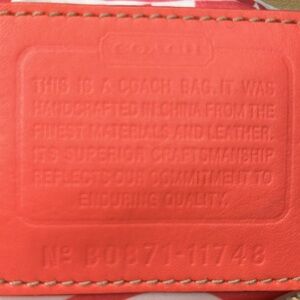 COACH
THIS IS A COACH BAG. IT WAS
HANDCRAFTED IN CHINA FROM THE
FINEST MATERIALS AND LEATHER.
ITS SUPERIOR CRAFTSMANSHIP
REFLECTS OUR COMMITMENT TO
ENDURING QUALITY.
Nº B0871-11748